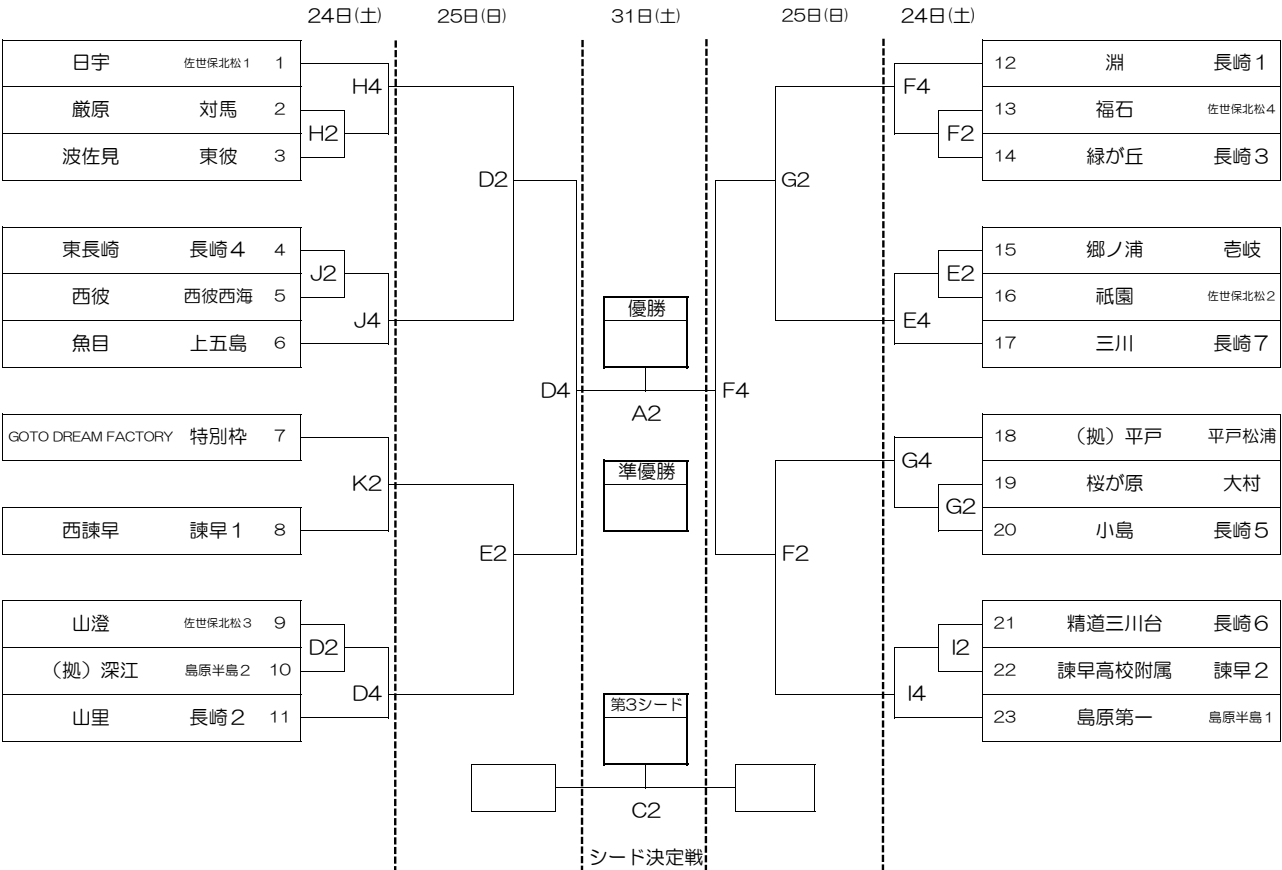 24日(土) 25日(日) 31日(土) 25日(日) 24日(土)
日宇 佐世保北松1 1
厳原 対馬 2
波佐見 東彼 3
H4
H2
D2
東長崎 長崎4 4
西彼 西彼西海 5
魚目 上五島 6
J2
J4
GOTO DREAM FACTORY 特別枠 7
西諫早 諫早1 8
K2
E2
山澄 佐世保北松3 9
(拠)深江 島原半島2 10
山里 長崎2 11
D2
D4
D4
優勝
A2
準優勝
第3シード
C2
シード決定戦
F4
12 淵 長崎1
13 福石 佐世保北松4
14 緑が丘 長崎3
F4
F2
G2
15 郷ノ浦 壱岐
16 祇園 佐世保北松2
17 三川 長崎7
E2
E4
18 (拠)平戸 平戸松浦
19 桜が原 大村
20 小島 長崎5
G4
G2
F2
21 精道三川台 長崎6
22 諫早高校附属 諫早2
23 島原第一 島原半島1
I2
I4